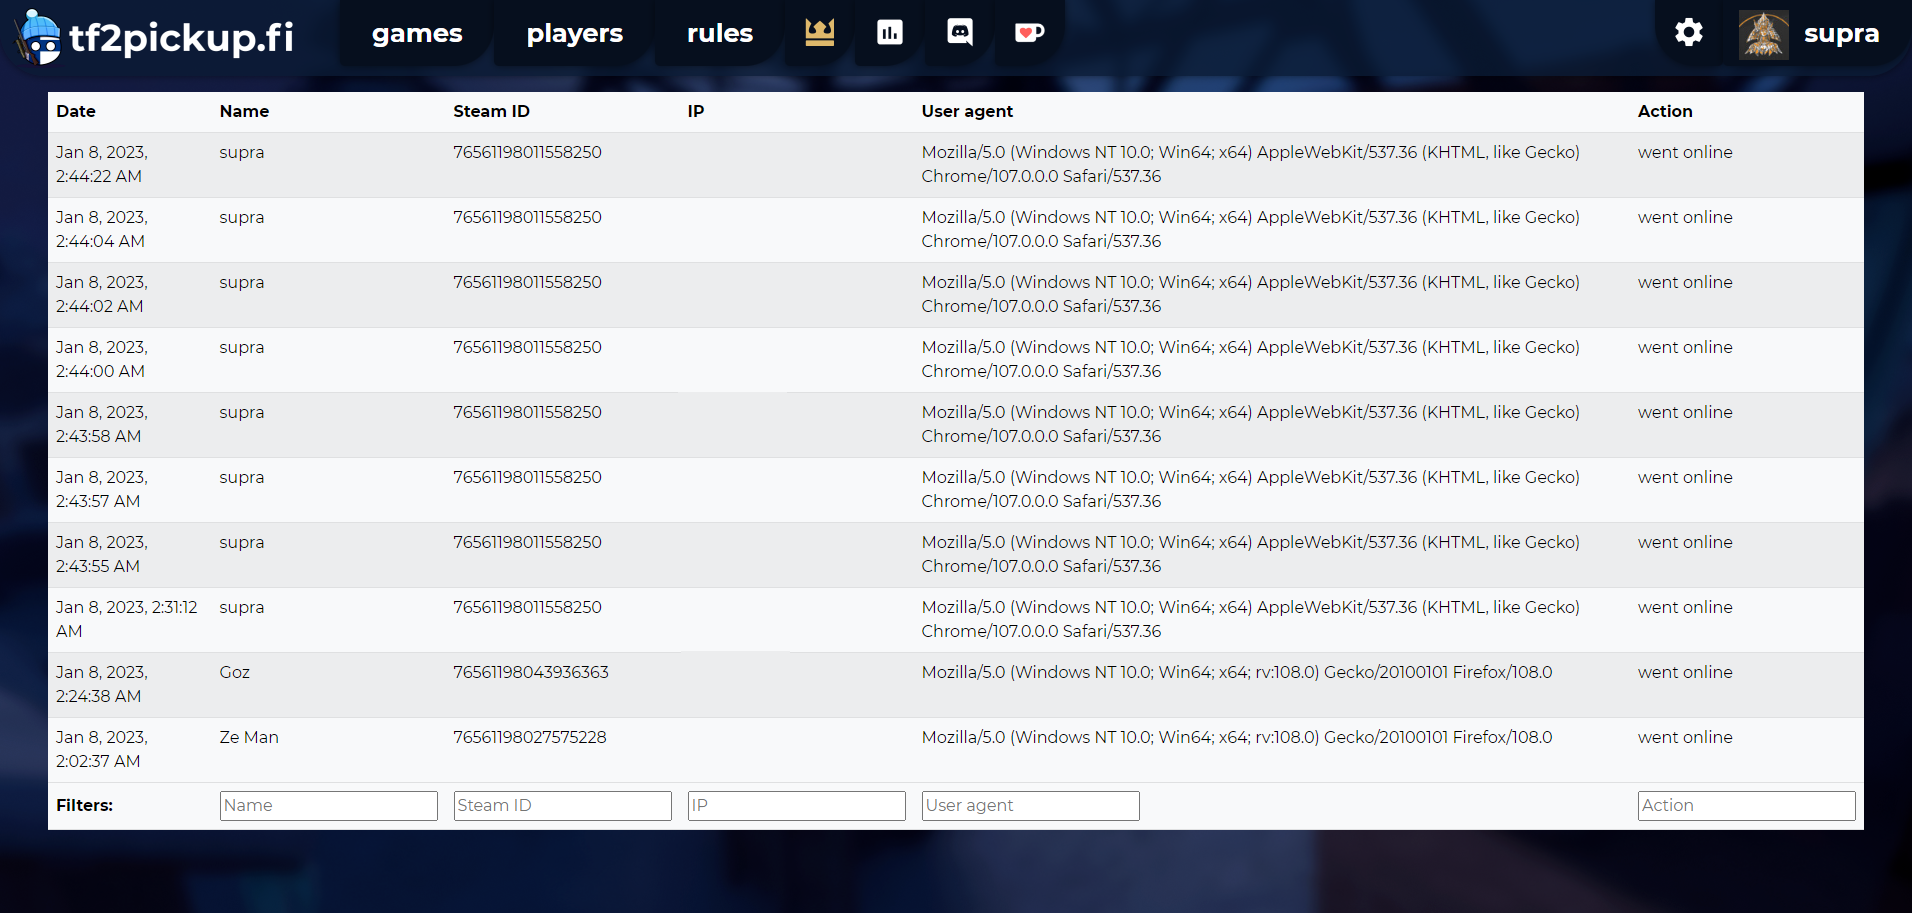 tf2pickup.fi games players rules supra
Date Name Steam ID IP User agent Action
Jan 8, 2023, supra 76561198011558250 Mozilla/5.0 (Windows NT 10.0; Win64; x64) AppleWebKit/537.36 (KHTML, like Gecko) went online
2:44:22 AM Chrome/107.0.0.0 Safari/537.36
Jan 8, 2023, supra 76561198011558250 Mozilla/5.0 (Windows NT 10.0; Win64; x64) AppleWebKit/537.36 (KHTML, like Gecko) went online
2:44:04 AM Chrome/107.0.0.0 Safari/537.36
Jan 8, 2023, supra 76561198011558250 Mozilla/5.0 (Windows NT 10.0; Win64; x64) AppleWebKit/537.36 (KHTML, like Gecko) went online
2:44:02 AM Chrome/107.0.0.0 Safari/537.36
Jan 8, 2023, supra 76561198011558250 Mozilla/5.0 (Windows NT 10.0; Win64; x64) AppleWebKit/537.36 (KHTML, like Gecko) went online
2:44:00 AM Chrome/107.0.0.0 Safari/537.36
Jan 8, 2023, supra 76561198011558250 Mozilla/5.0 (Windows NT 10.0; Win64; x64) AppleWebKit/537.36 (KHTML, like Gecko) went online
2:43:58 AM Chrome/107.0.0.0 Safari/537.36
Jan 8, 2023, supra 76561198011558250 Mozilla/5.0 (Windows NT 10.0; Win64; x64) AppleWebKit/537.36 (KHTML, like Gecko) went online
2:43:57 AM Chrome/107.0.0.0 Safari/537.36
Jan 8, 2023, supra 76561198011558250 Mozilla/5.0 (Windows NT 10.0; Win64; x64) AppleWebKit/537.36 (KHTML, like Gecko) went online
2:43:55 AM Chrome/107.0.0.0 Safari/537.36
Jan 8, 2023, 2:31:12 supra 76561198011558250 Mozilla/5.0 (Windows NT 10.0; Win64; x64) AppleWebKit/537.36 (KHTML, like Gecko) went online
AM Chrome/107.0.0.0 Safari/537.36
Jan 8, 2023, Goz 76561198043936363 Mozilla/5.0 (Windows NT 10.0; Win64; x64; rv:108.0) Gecko/20100101 Firefox/108.0 went online
2:24:38 AM
Jan 8, 2023, Ze Man 76561198027575228 Mozilla/5.0 (Windows NT 10.0; Win64; x64; rv:108.0) Gecko/20100101 Firefox/108.0 went online
2:02:37 AM
Filters: Name Steam ID IP User agent Action